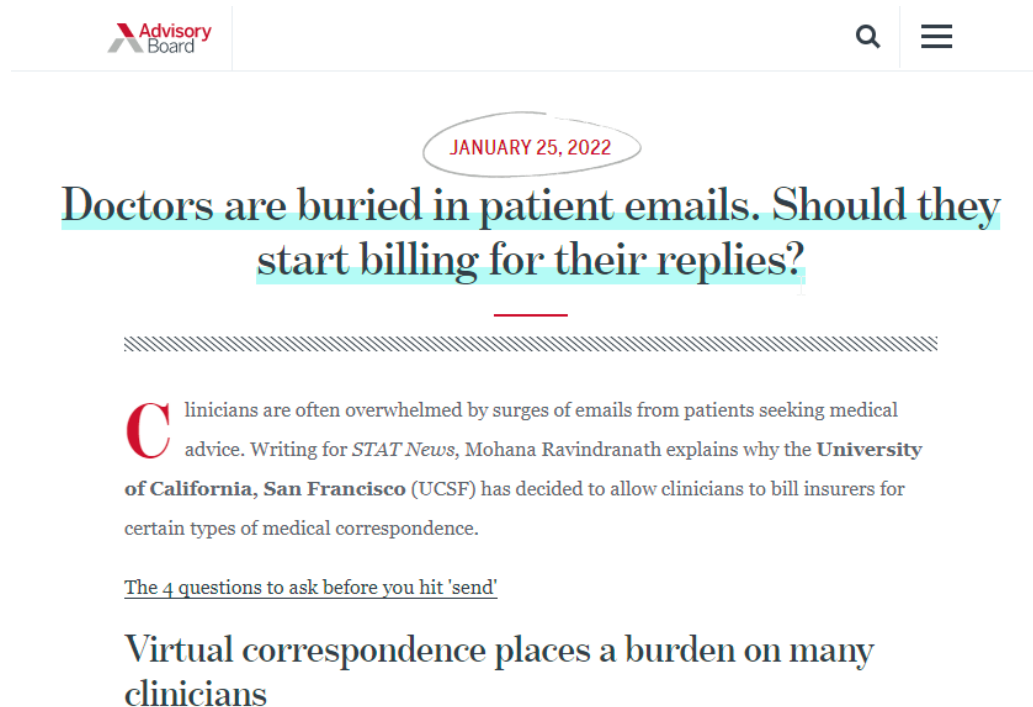 Advisory
Board
JANUARY 25, 2022
Doctors are buried in patient emails. Should they
start billing for their replies?
Clinicians are often overwhelmed by surges of emails from patients seeking medical
advice. Writing for STAT News, Mohana Ravindranath explains why the University
of California, San Francisco (UCSF) has decided to allow clinicians to bill insurers for
certain types of medical correspondence.
The 4 questions to ask before you hit 'send'
Virtual correspondence places a burden on many
clinicians